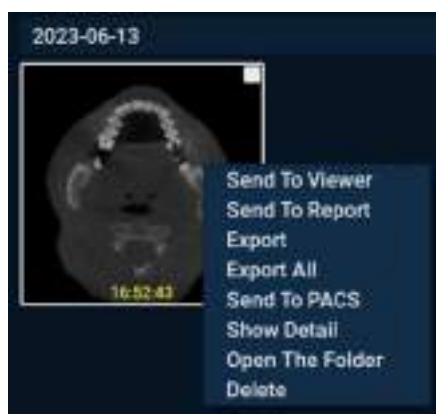 2023-06-13
16:52:43
Send To Viewer
Send To Report
Export
Export All
Send To PACS
Show Detail
Open The Folder
Delete